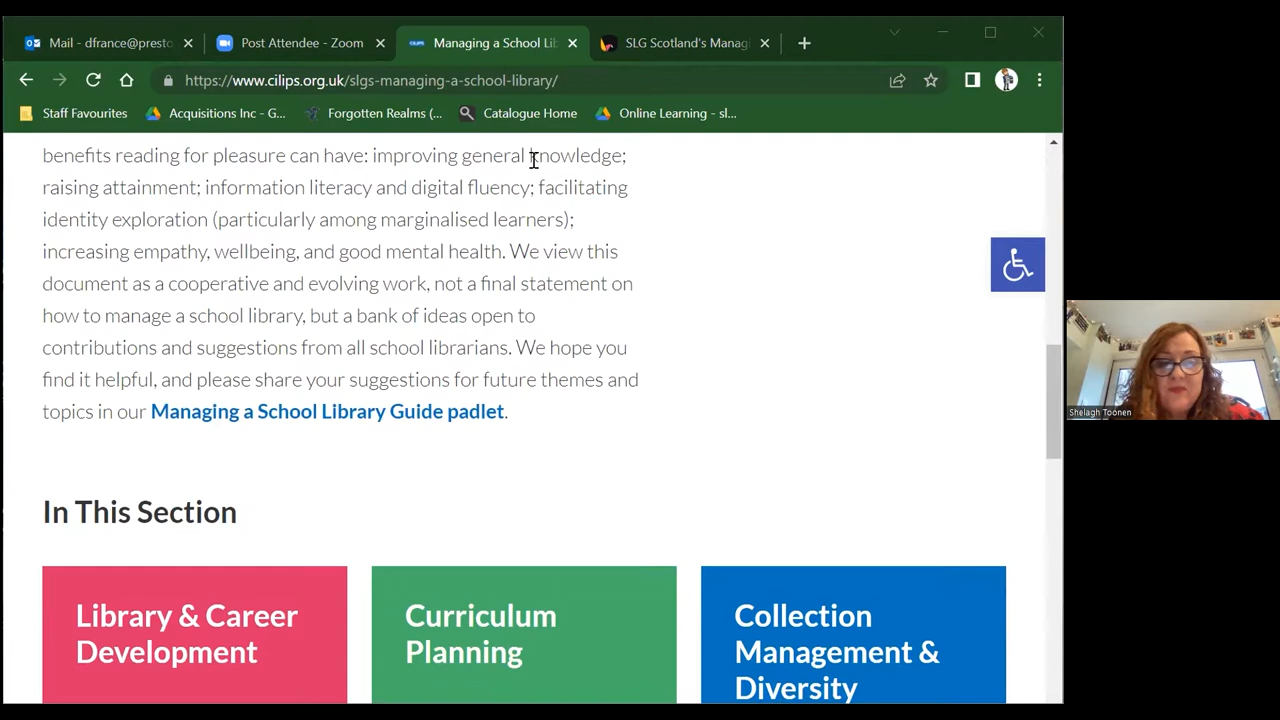 Mail - dfrance@presto
Post Attendee - Zoom
Managing a School Lib
SLG Scotland's Managi
https://www.cilips.org.uk/slgs-managing-a-school-library/
Staff Favourites
Acquisitions Inc - G...
Forgotten Realms (...
Catalogue Home
Online Learning - sl...
benefits reading for pleasure can have: improving general knowledge;
raising attainment; information literacy and digital fluency; facilitating
identity exploration (particularly among marginalised learners);
increasing empathy, wellbeing, and good mental health. We view this
document as a cooperative and evolving work, not a final statement on
how to manage a school library, but a bank of ideas open to
contributions and suggestions from all school librarians. We hope you
find it helpful, and please share your suggestions for future themes and
topics in our Managing a School Library Guide padlet.
Shelagh Toonen
In This Section
Library & Career
Development
Curriculum
Planning
Collection
Management &
Diversity